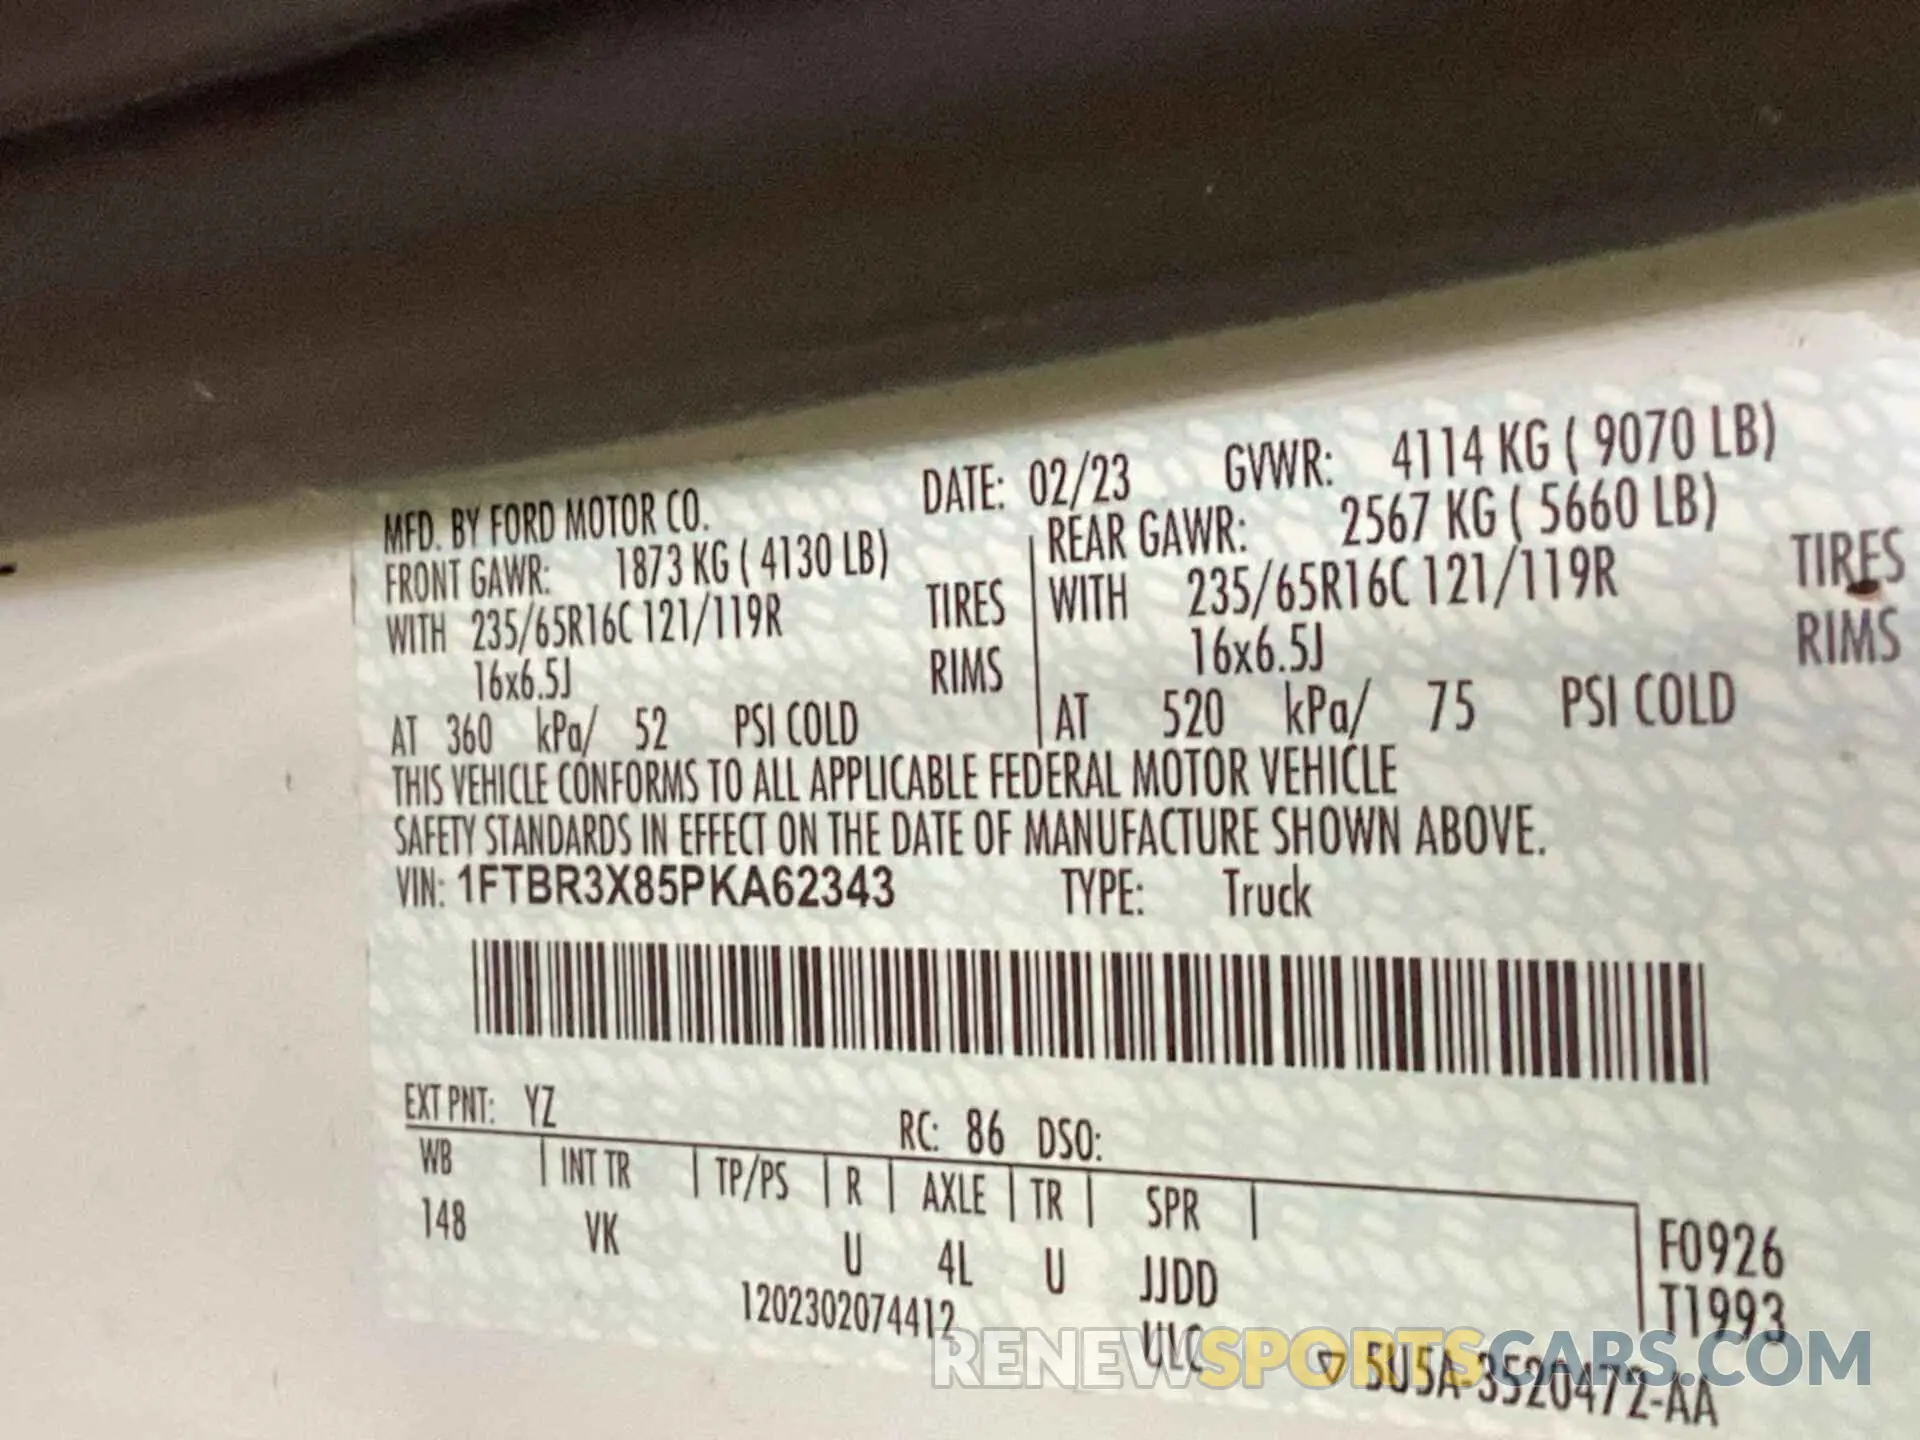 MFD. BY FORD MOTOR CO. DATE: 02/23 GVWR: 4114 KG ( 9070 LB)
FRONT GAWR: 1873 KG ( 4130 LB) REAR GAWR: 2567 KG ( 5660 LB)
WITH 235/65R16C 121/119R TIRES WITH 235/65R16C 121/119R TIRES
16x6.5J RIMS 16x6.5J RIMS
AT 360 kPa/ 52 PSI COLD AT 520 kPa/ 75 PSI COLD
THIS VEHICLE CONFORMS TO ALL APPLICABLE FEDERAL MOTOR VEHICLE
SAFETY STANDARDS IN EFFECT ON THE DATE OF MANUFACTURE SHOWN ABOVE.
VIN: 1FTBR3X85PKA62343 TYPE: Truck
EXT PNT: YZ RC: 86 DSO:
WB INT TR TP/PS R AXLE TR SPR
148 VK U 4L U JJDD F0926
1202302074412 ULC T1993
5U5A-3520472-AA
RENEWSPORTSCARS.COM